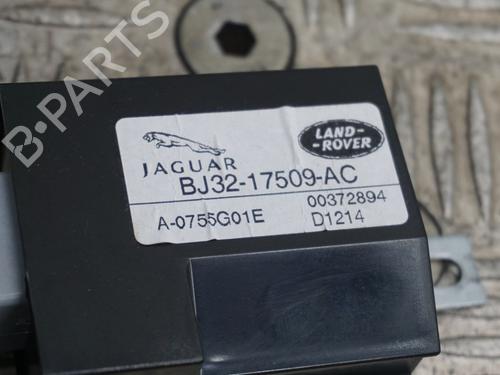 B-PARTS
JAGUAR
LAND-
ROVER
BJ32-17509-AC
00372894
A-0755G01E
D1214